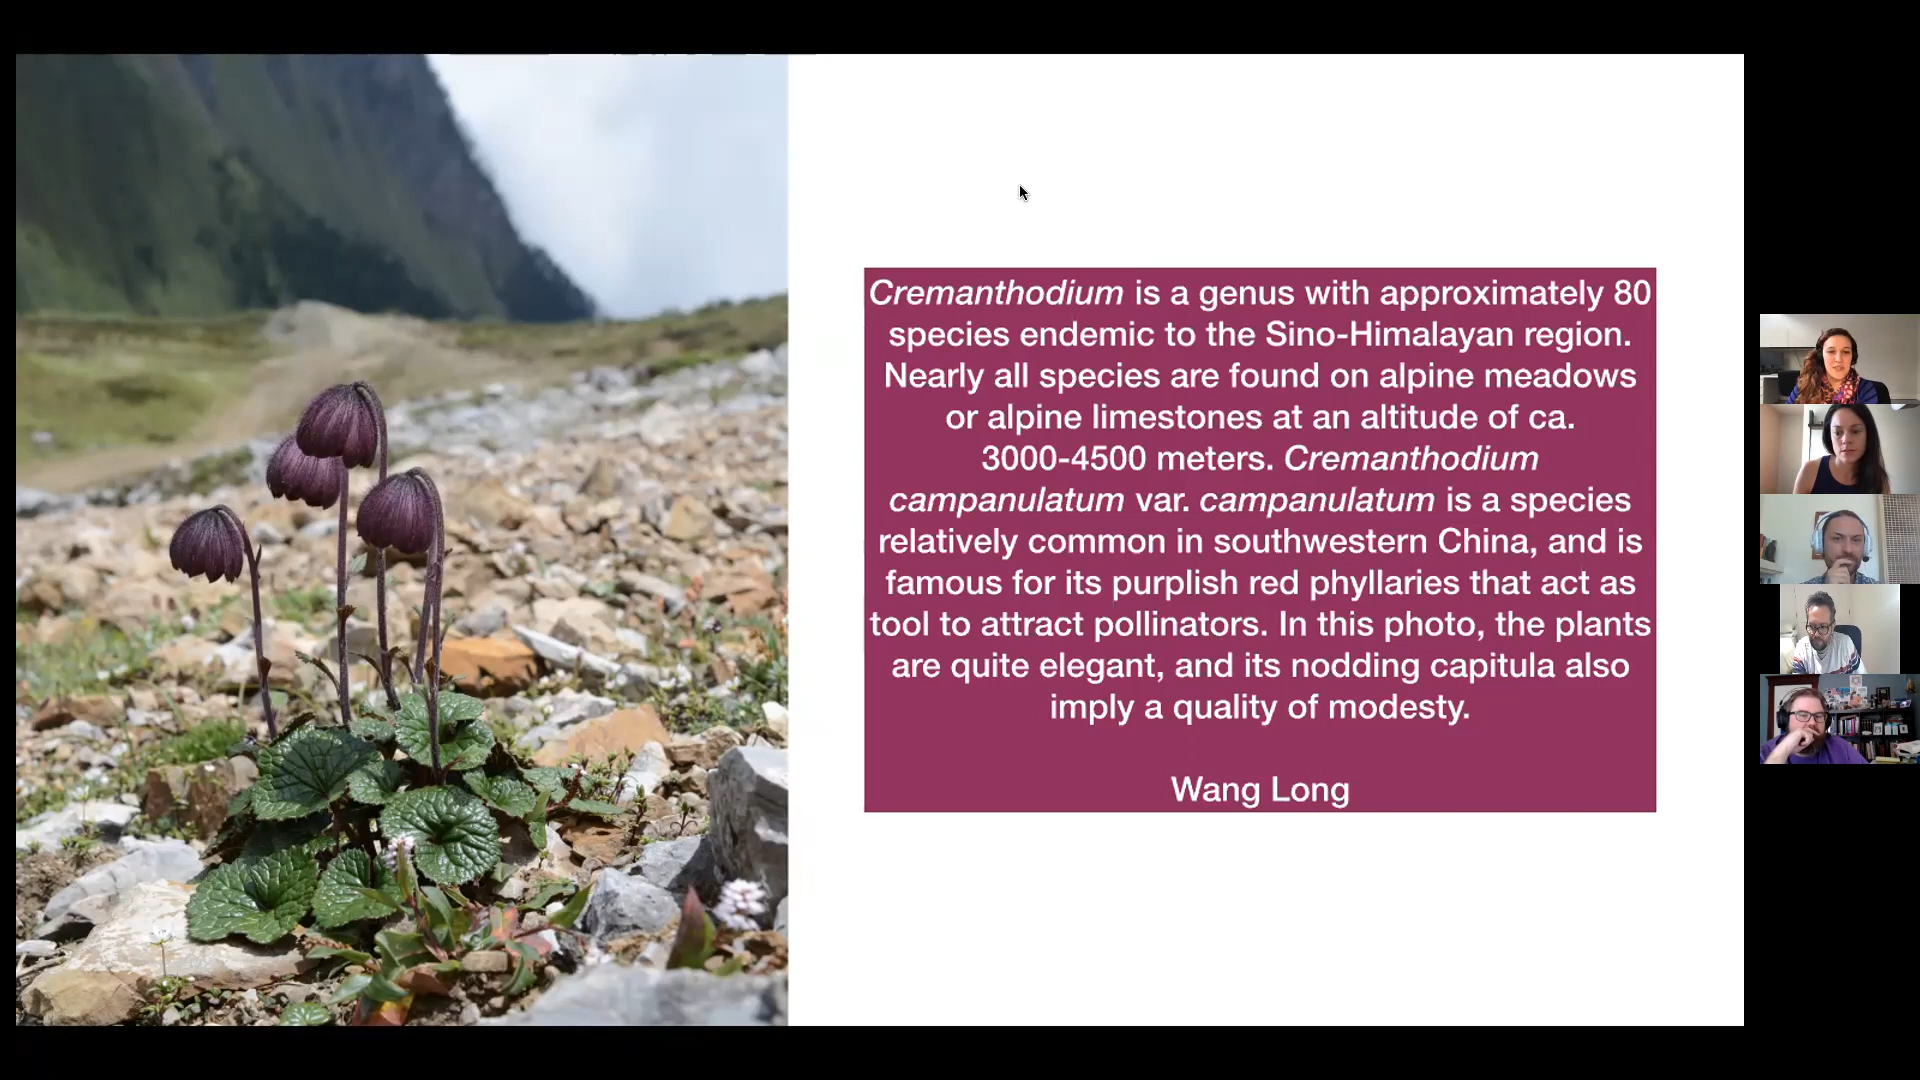 Cremanthodium is a genus with approximately 80
species endemic to the Sino-Himalayan region.
Nearly all species are found on alpine meadows
or alpine limestones at an altitude of ca.
3000-4500 meters. Cremanthodium
campanulatum var. campanulatum is a species
relatively common in southwestern China, and is
famous for its purplish red phyllaries that act as
tool to attract pollinators. In this photo, the plants
are quite elegant, and its nodding capitula also
imply a quality of modesty.
Wang Long